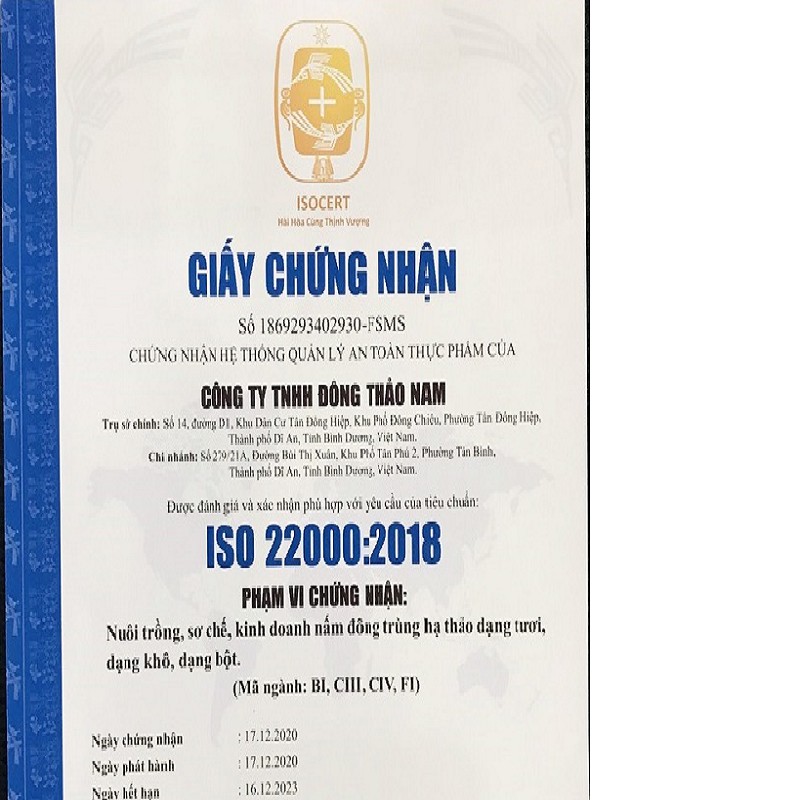 ISOCERT
Hài Hòa Cùng Thịnh Vượng
GIẤY CHỨNG NHẬN
Số 1869293402930-FSMS
CHỨNG NHẬN HỆ THỐNG QUẢN LÝ AN TOÀN THỰC PHẨM CỦA
CÔNG TY TNHH ĐÔNG THẢO NAM
Trụ sở chính: Số 14, đường D1, Khu Dân Cư Tân Đông Hiệp, Khu Phố Đông Chiêu, Phường Tân Đông Hiệp,
Thành phố Dĩ An, Tỉnh Bình Dương, Việt Nam.
Chi nhánh: Số 279/21A, Đường Bùi Thị Xuân, Khu Phố Tân Phú 2, Phường Tân Bình,
Thành phố Dĩ An, Tỉnh Bình Dương, Việt Nam.
Được đánh giá và xác nhận phù hợp với yêu cầu của tiêu chuẩn:
ISO 22000:2018
PHẠM VI CHỨNG NHẬN:
Nuôi trồng, sơ chế, kinh doanh nấm đông trùng hạ thảo dạng tươi,
dạng khô, dạng bột.
(Mã ngành: BI, CIII, CIV, FI)
Ngày chứng nhận : 17.12.2020
Ngày phát hành : 17.12.2020
Ngày hết hạn : 16.12.2023